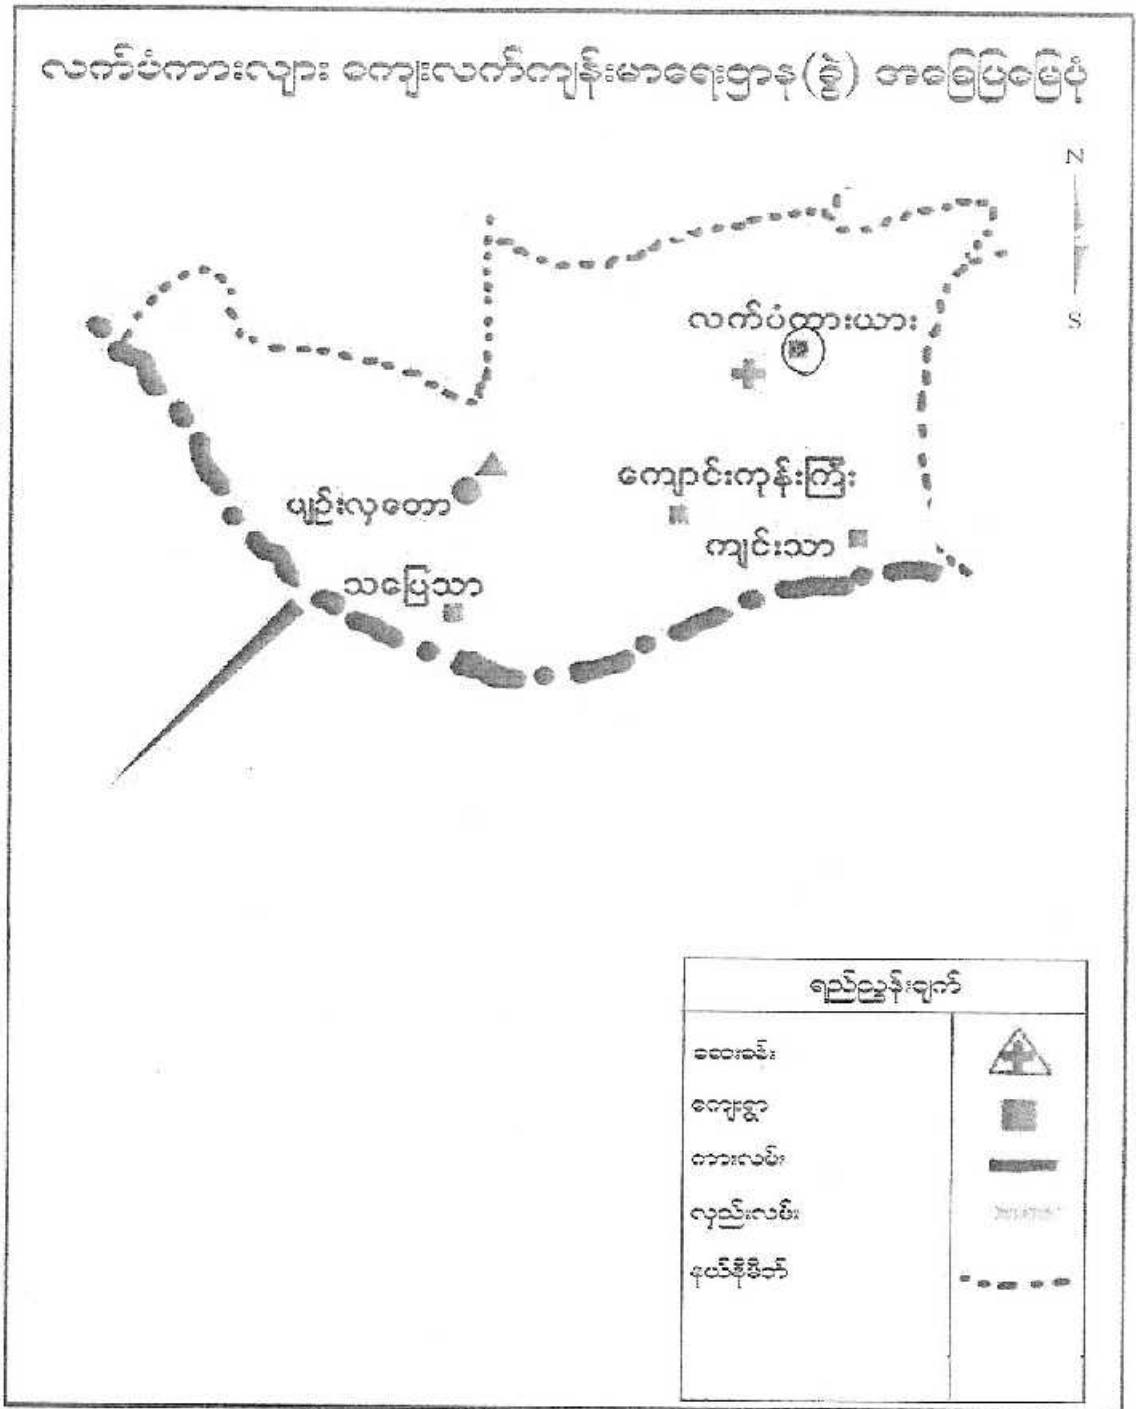 လက်ပံကားလျား ကျေးလက်ကျန်းမာရေးဌာန(ခွဲ) အခြေပြမြေပုံ
N
S
လက်ပံကားယား
ကျောင်းကုန်းကြီး
ပျဉ်းလှတော
ကျင်းသာ
သပြေသာ
ရည်ညွှန်းချက်
ဆေးခန်း
ကျေးရွာ
ကားလမ်း
လှည်းလမ်း
နယ်နိမိတ်